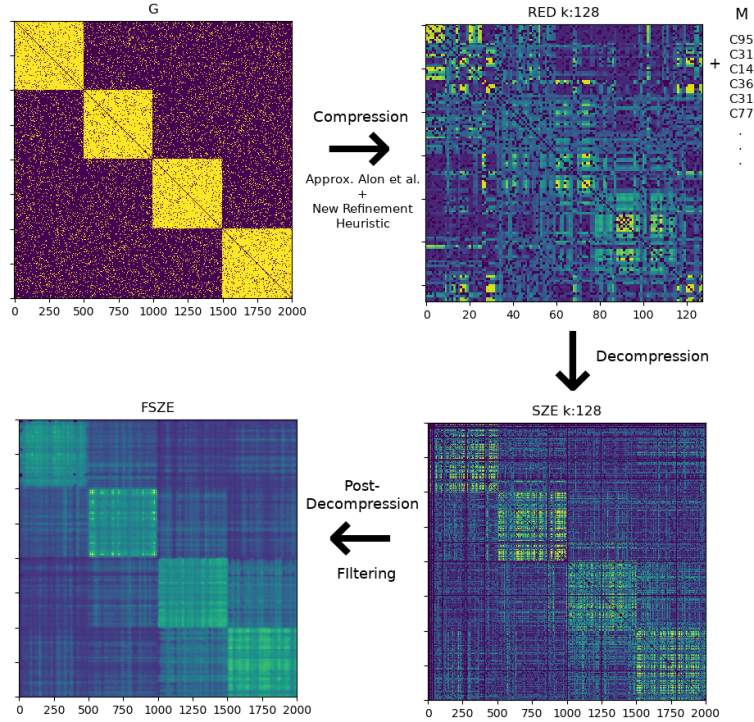 G
RED k:128
M
C95
C31
C14
C36
C31
C77
.
.
.
+
Compression
Approx. Alon et al.
+
New Refinement
Heuristic
0 250 500 750 1000 1250 1500 1750 2000
0 20 40 60 80 100 120
Decompression
FSZE
SZE k:128
Post-
Decompression
FIltering
0 250 500 750 1000 1250 1500 1750 2000
0 250 500 750 1000 1250 1500 1750 2000